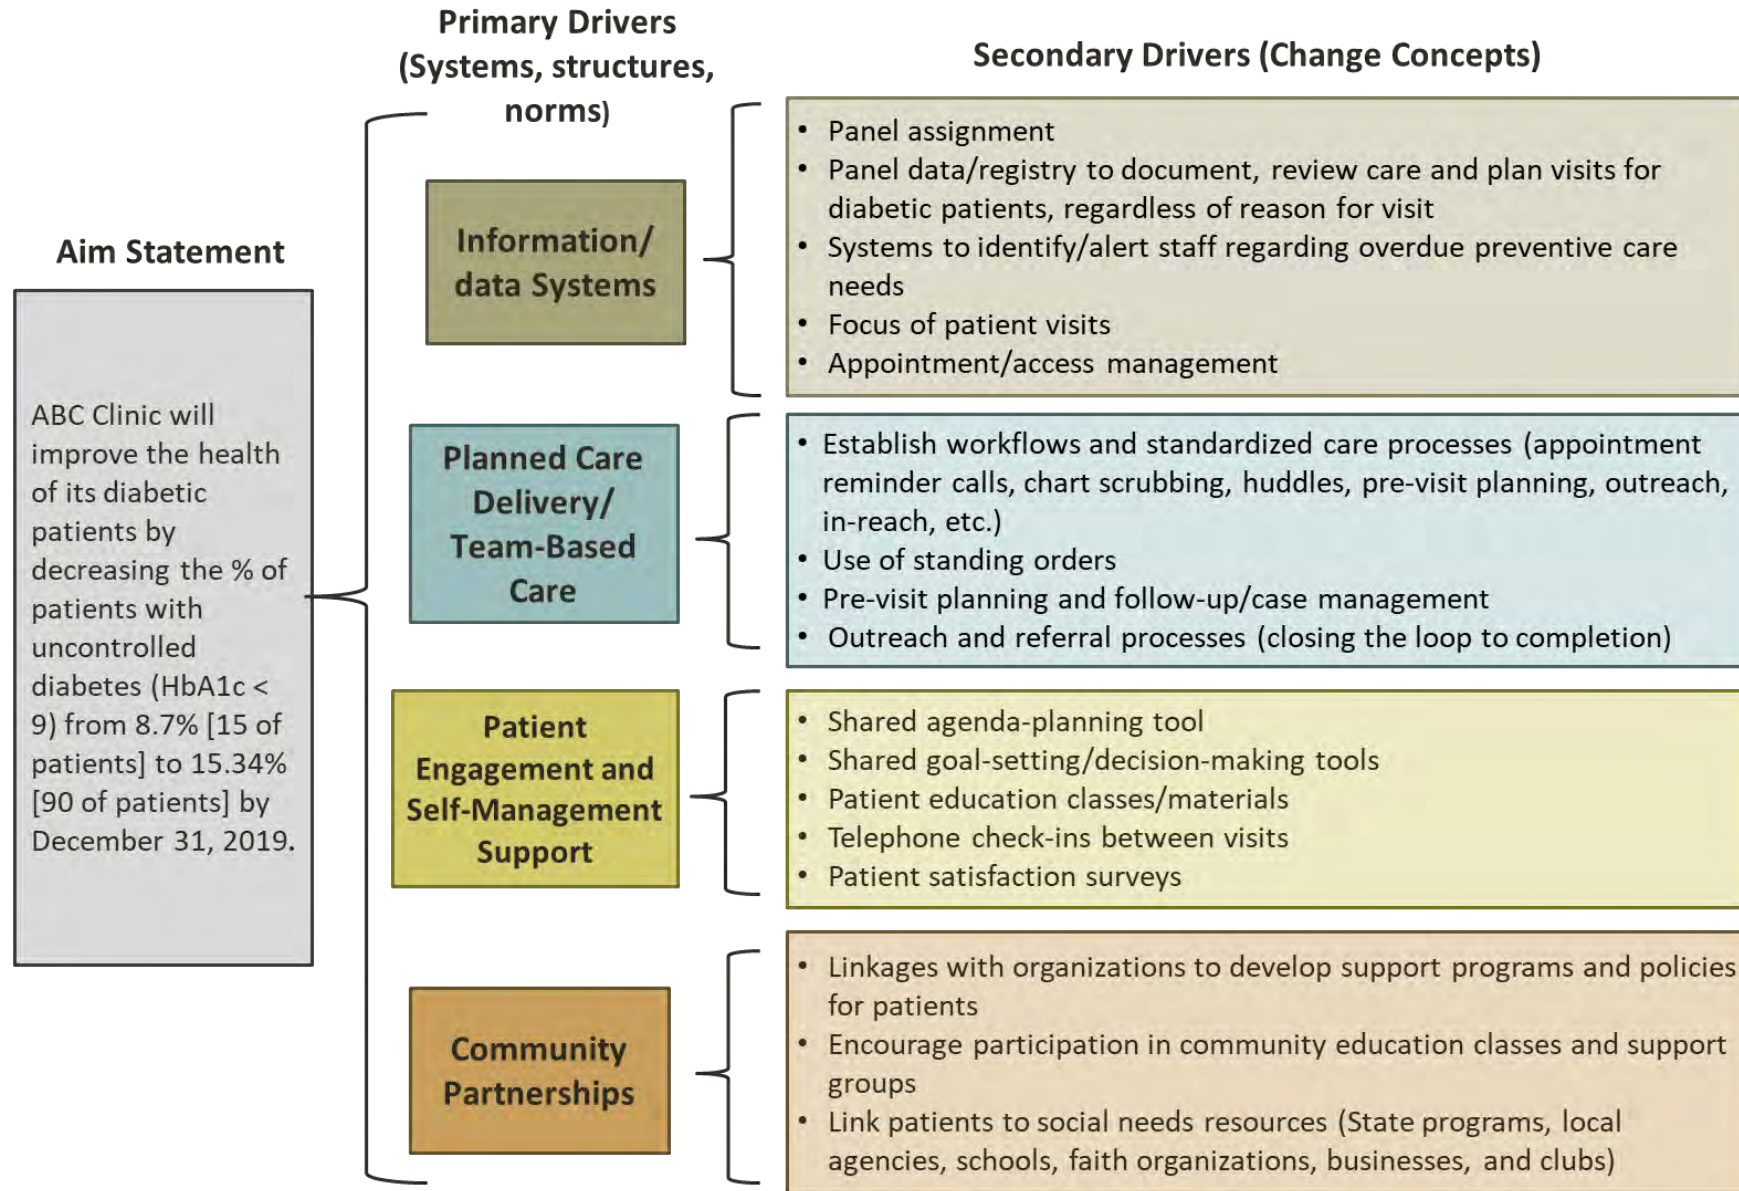 Primary Drivers
(Systems, structures,
norms)
Secondary Drivers (Change Concepts)
Aim Statement
ABC Clinic will
improve the health
of its diabetic
patients by
decreasing the % of
patients with
uncontrolled
diabetes (HbA1c <
9) from 8.7% [15 of
patients] to 15.34%
[90 of patients] by
December 31, 2019.
Information/
data Systems
• Panel assignment
• Panel data/registry to document, review care and plan visits for
diabetic patients, regardless of reason for visit
• Systems to identify/alert staff regarding overdue preventive care
needs
• Focus of patient visits
• Appointment/access management
Planned Care
Delivery/
Team-Based
Care
• Establish workflows and standardized care processes (appointment
reminder calls, chart scrubbing, huddles, pre-visit planning, outreach,
in-reach, etc.)
• Use of standing orders
• Pre-visit planning and follow-up/case management
• Outreach and referral processes (closing the loop to completion)
Patient
Engagement and
Self-Management
Support
• Shared agenda-planning tool
• Shared goal-setting/decision-making tools
• Patient education classes/materials
• Telephone check-ins between visits
• Patient satisfaction surveys
Community
Partnerships
• Linkages with organizations to develop support programs and policies
for patients
• Encourage participation in community education classes and support
groups
• Link patients to social needs resources (State programs, local
agencies, schools, faith organizations, businesses, and clubs)